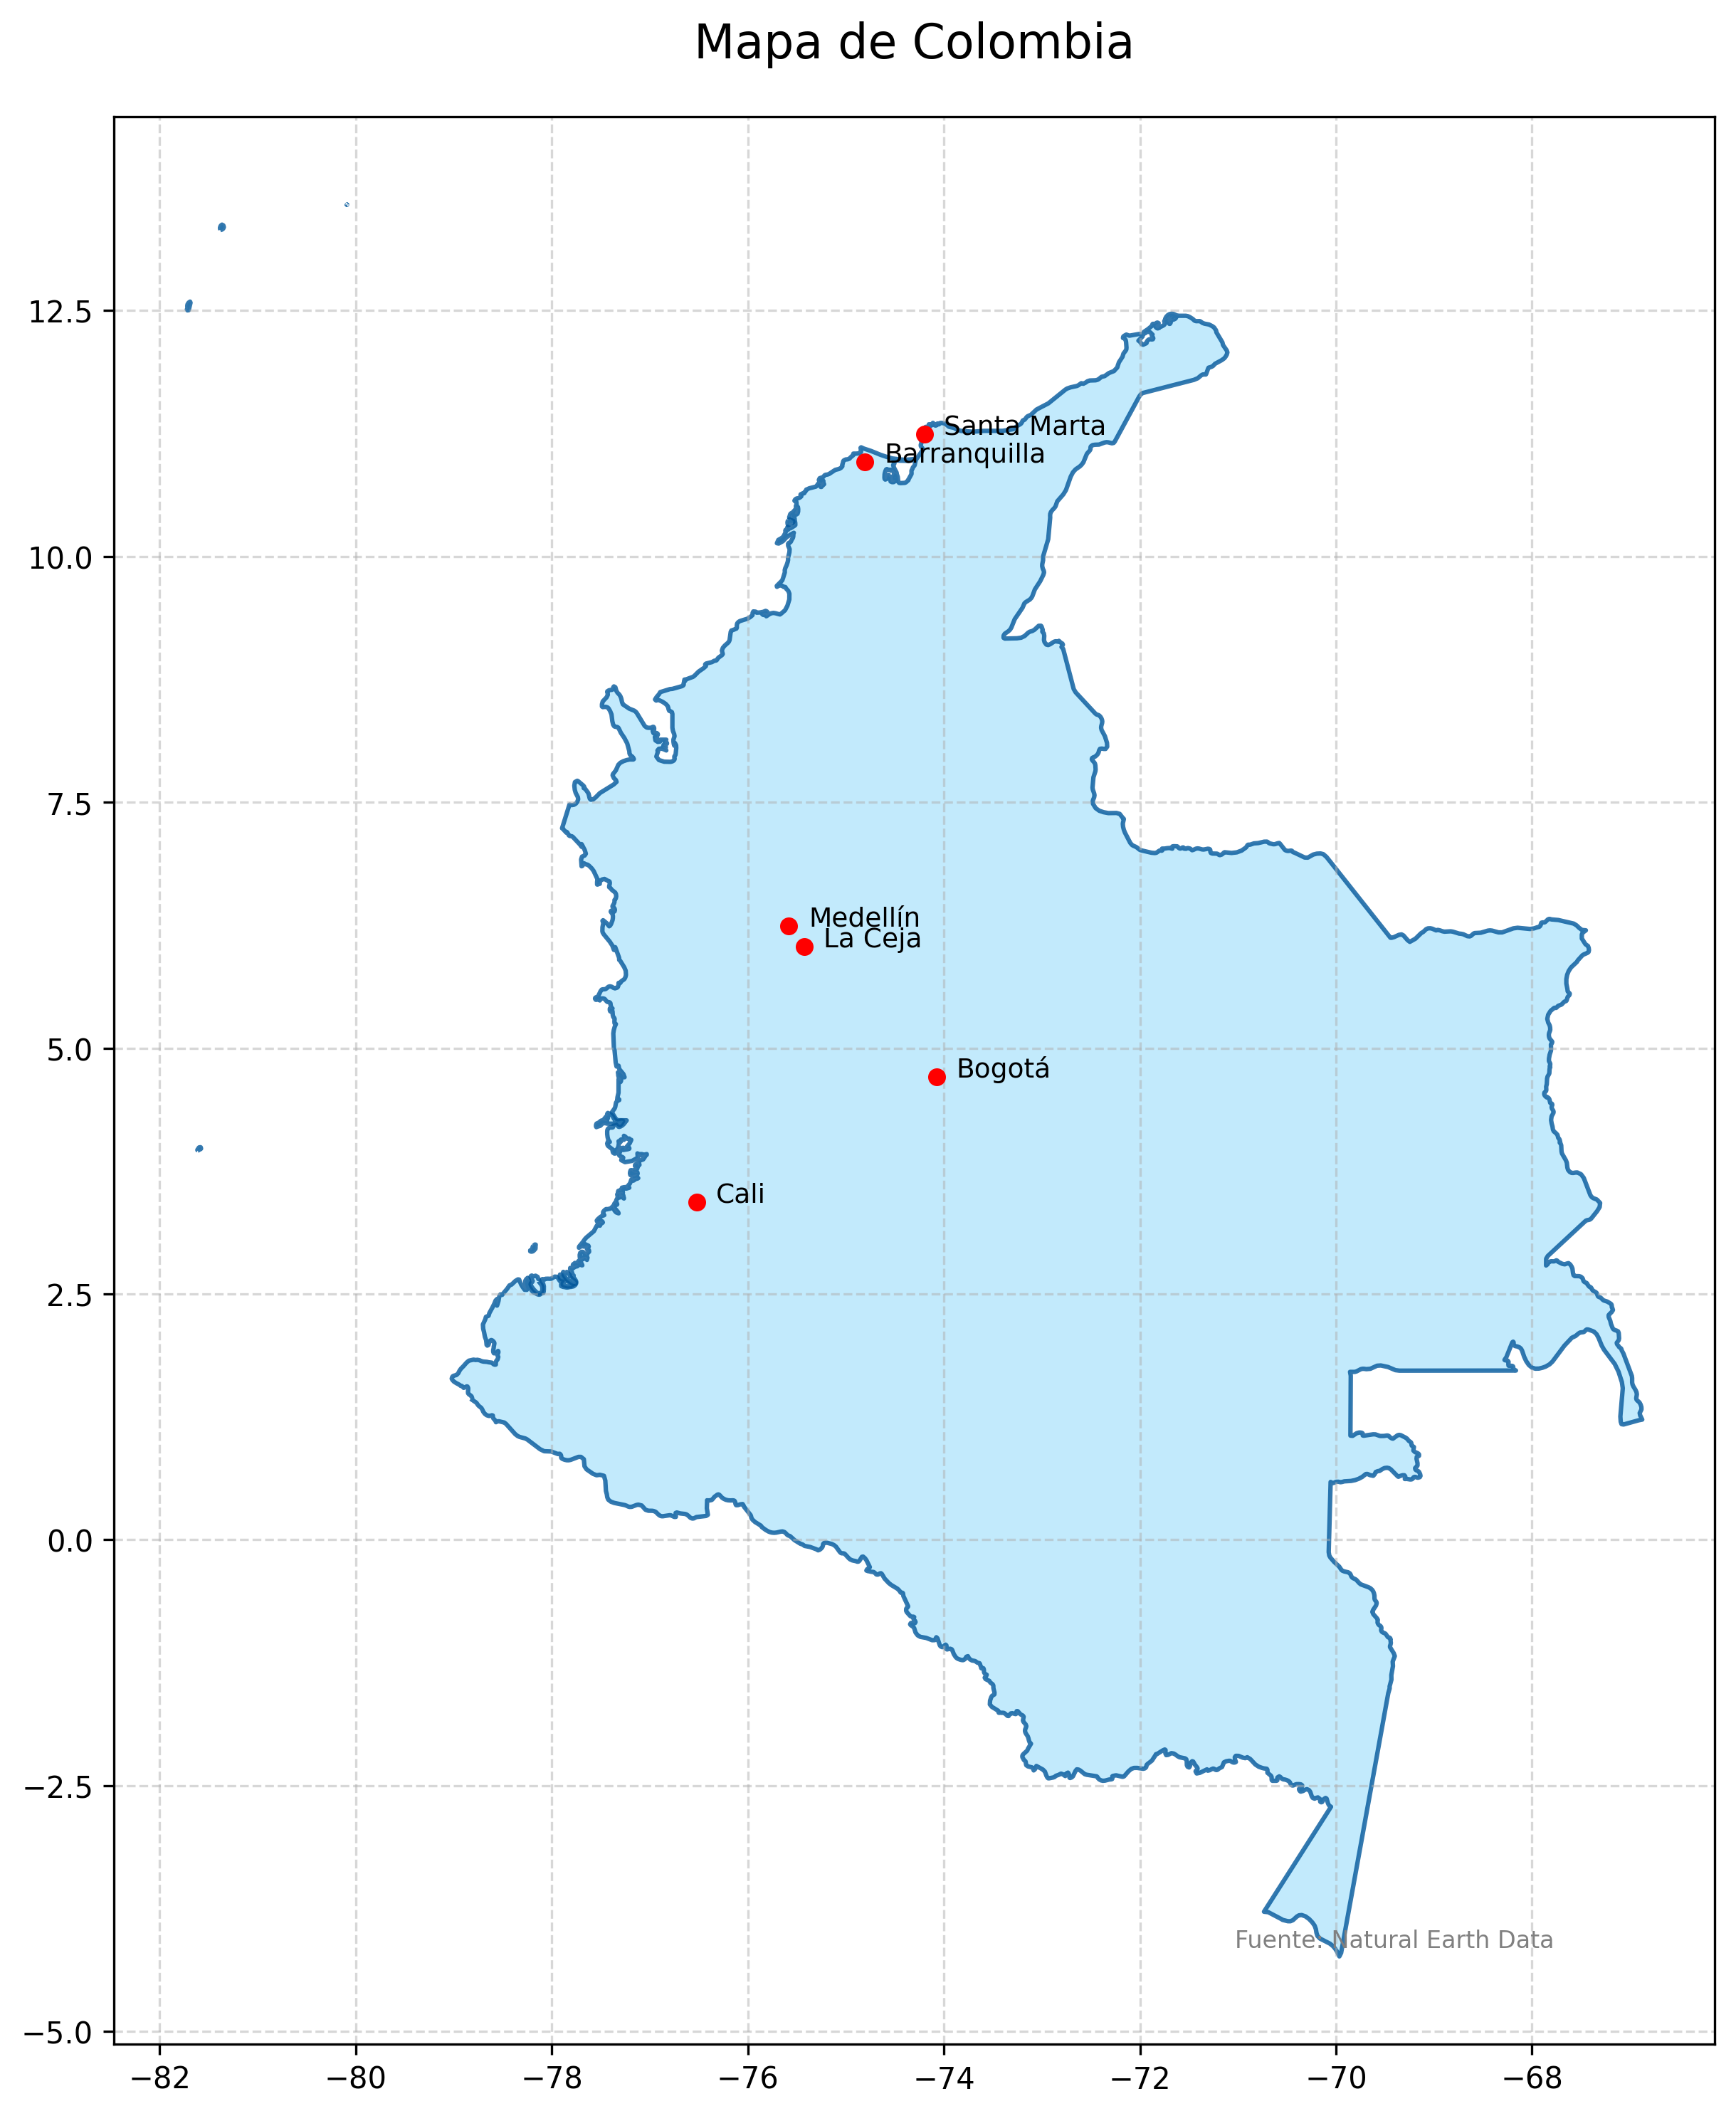 Mapa de Colombia
12.5
Santa Marta
Barranquilla
10.0
7.5
Medellín
La Ceja
5.0
Bogotá
Cali
2.5
0.0
−2.5
Fuente: Natural Earth Data
−5.0
−82 −80 −78 −76 −74 −72 −70 −68